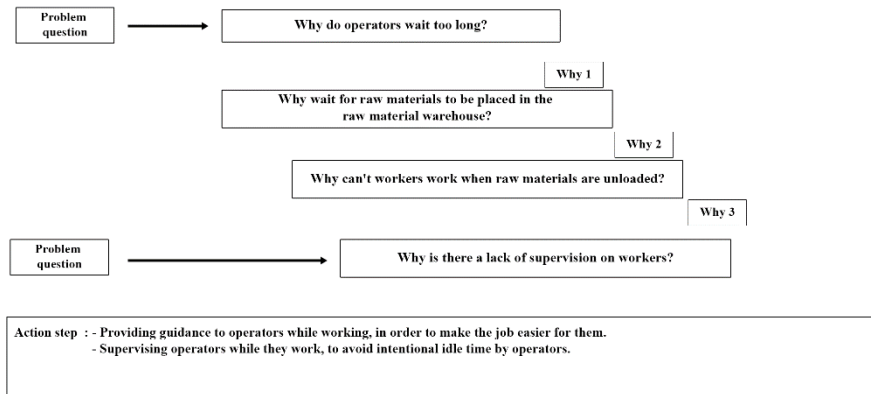 Problem
question
Why do operators wait too long?
Why 1
Why wait for raw materials to be placed in the
raw material warehouse?
Why 2
Why can't workers work when raw materials are unloaded?
Why 3
Problem
question
Why is there a lack of supervision on workers?
Action step : - Providing guidance to operators while working, in order to make the job easier for them.
- Supervising operators while they work, to avoid intentional idle time by operators.